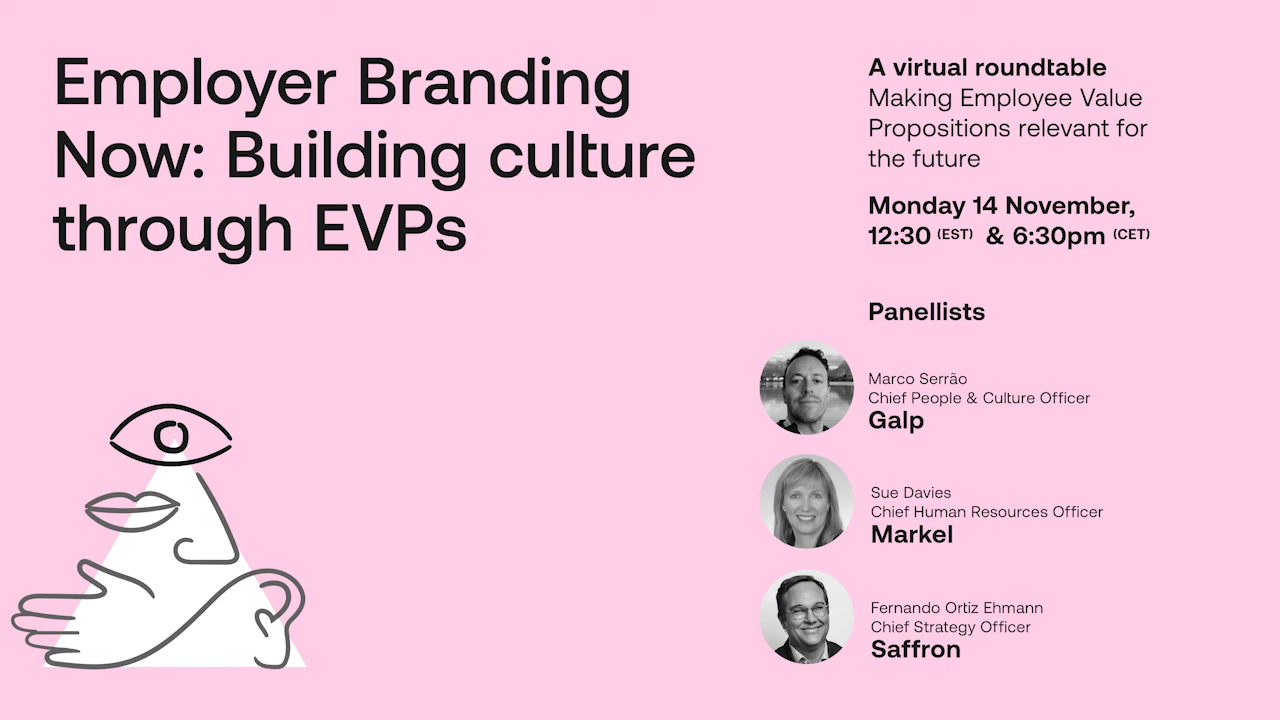 Employer Branding
Now: Building culture
through EVPs
A virtual roundtable
Making Employee Value
Propositions relevant for
the future
Monday 14 November,
12:30 (EST) & 6:30pm (CET)
Panellists
Marco Serrão
Chief People & Culture Officer
Galp
Sue Davies
Chief Human Resources Officer
Markel
Fernando Ortiz Ehmann
Chief Strategy Officer
Saffron